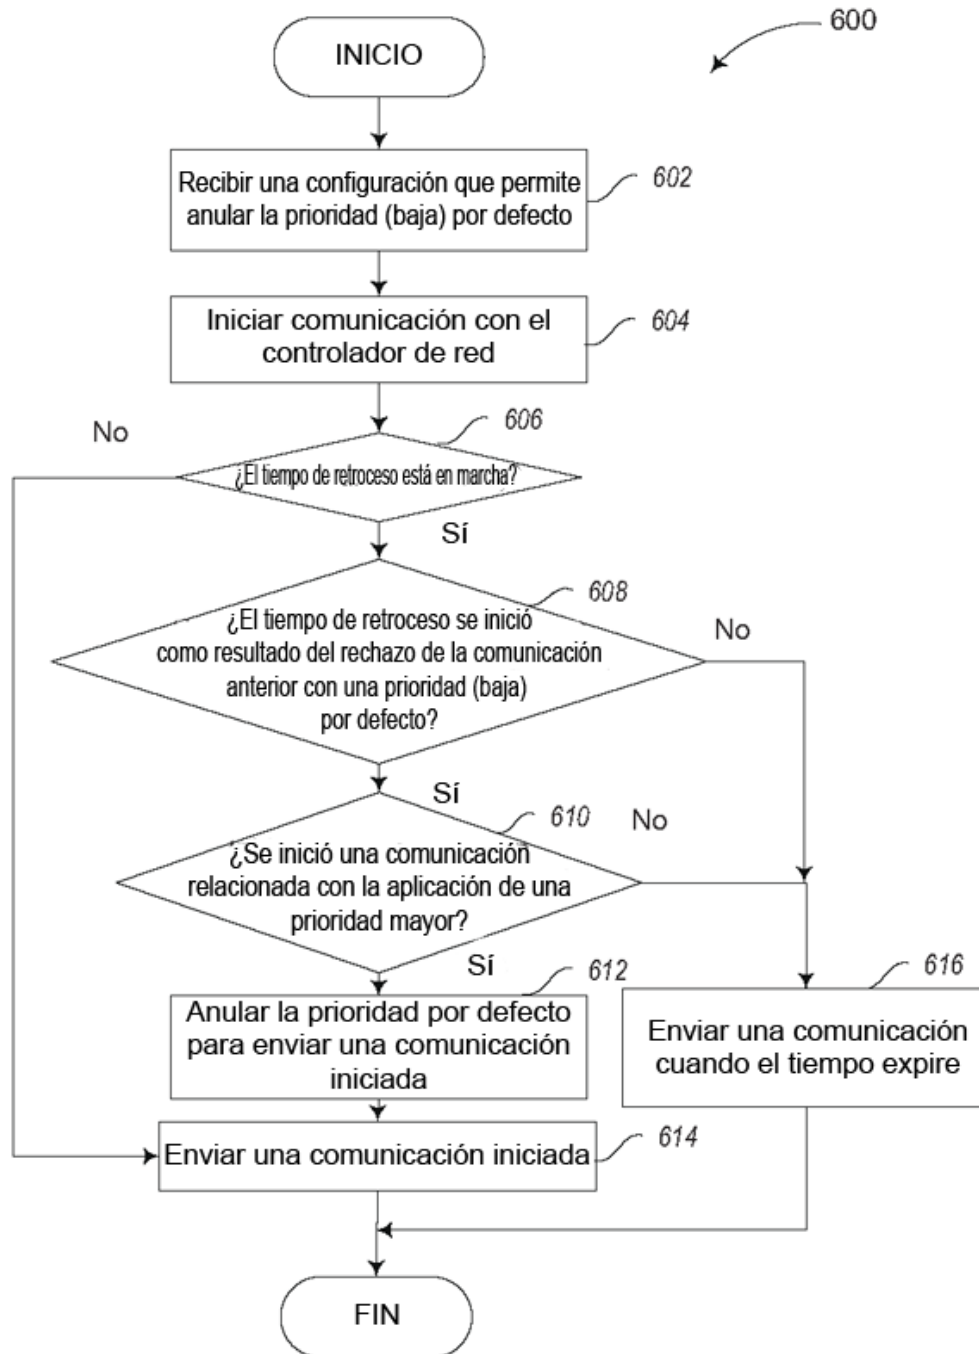 600
INICIO
Recibir una configuración que permite
anular la prioridad (baja) por defecto
602
Iniciar comunicación con el
controlador de red
604
606
No
¿El tiempo de retroceso está en marcha?
Sí
608
¿El tiempo de retroceso se inició
como resultado del rechazo de la comunicación
anterior con una prioridad (baja)
por defecto?
No
Sí
610
No
¿Se inició una comunicación
relacionada con la aplicación de una
prioridad mayor?
Sí
612
Anular la prioridad por defecto
para enviar una comunicación
iniciada
616
Enviar una comunicación
cuando el tiempo expire
Enviar una comunicación iniciada
614
FIN